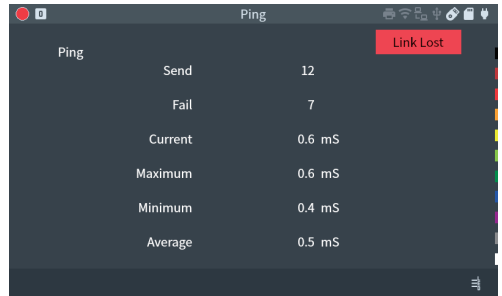 0 Ping
Link Lost
Ping
Send 12
Fail 7
Current 0.6 mS
Maximum 0.6 mS
Minimum 0.4 mS
Average 0.5 mS